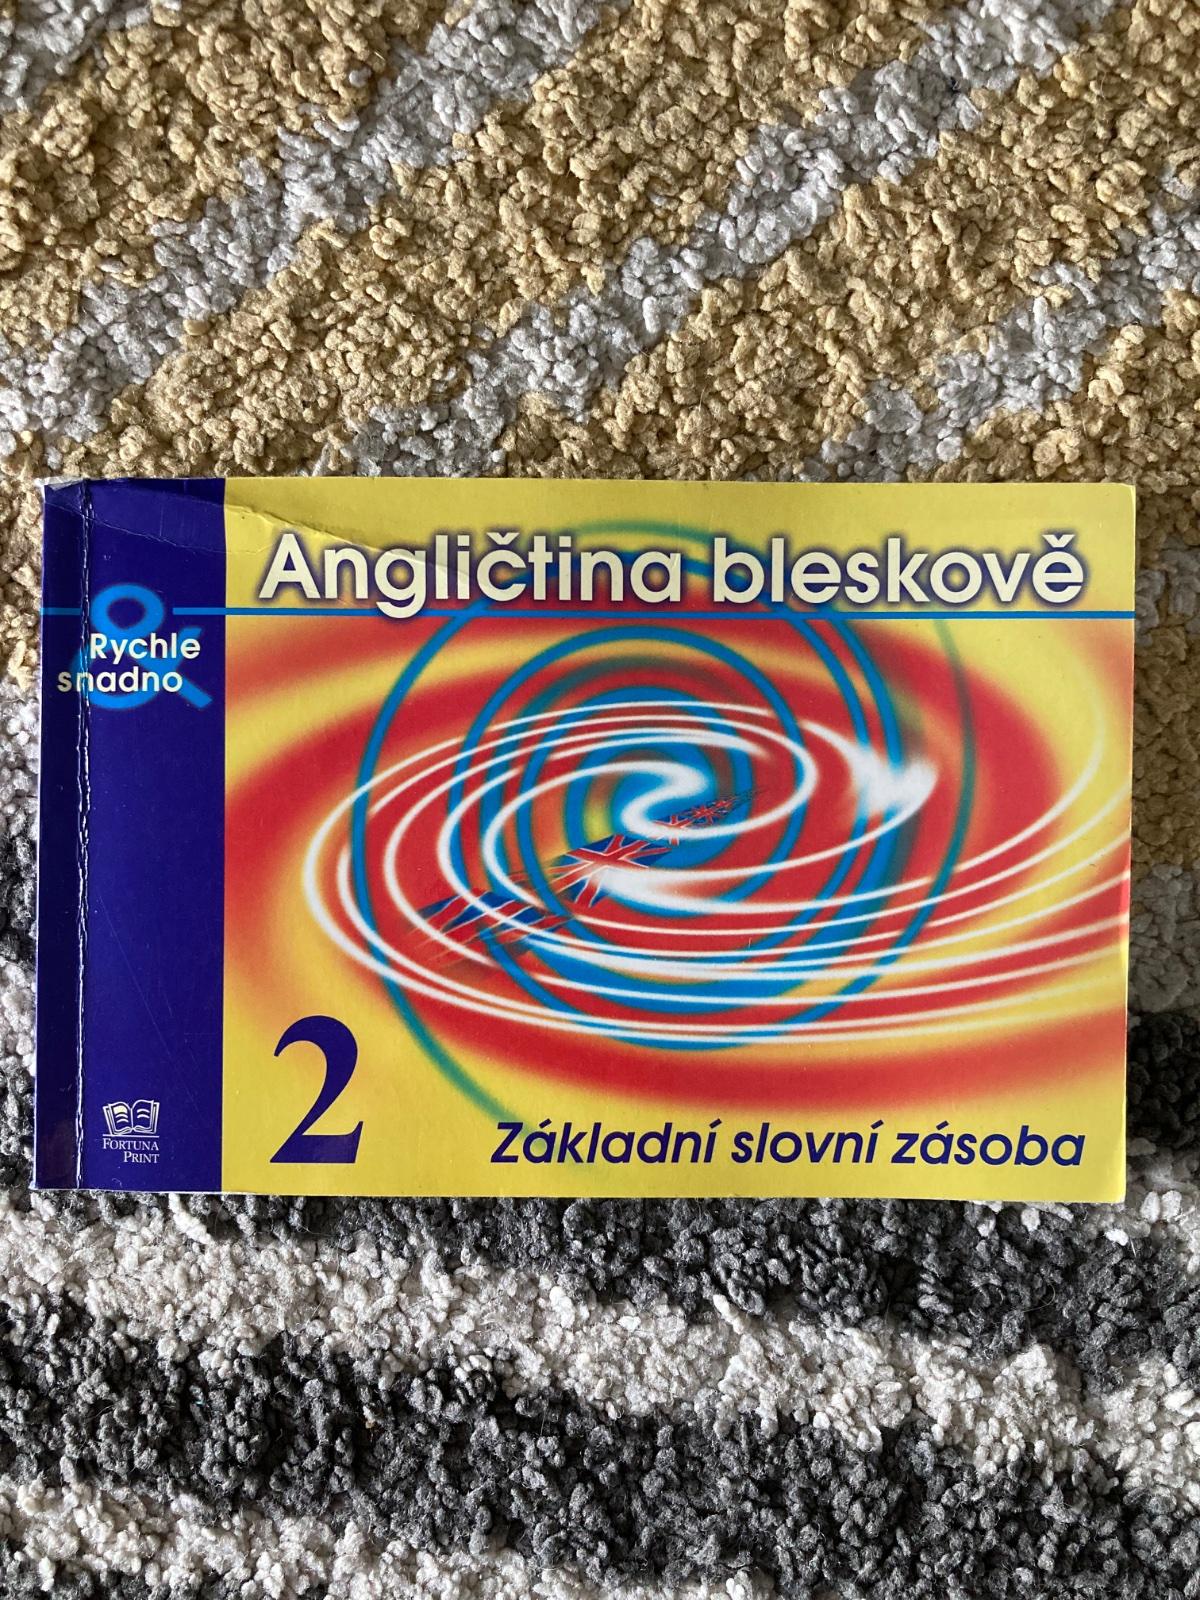 Angličtina bleskově
Rychle
&
snadno
2
Základní slovní zásoba
FORTUNA
PRINT